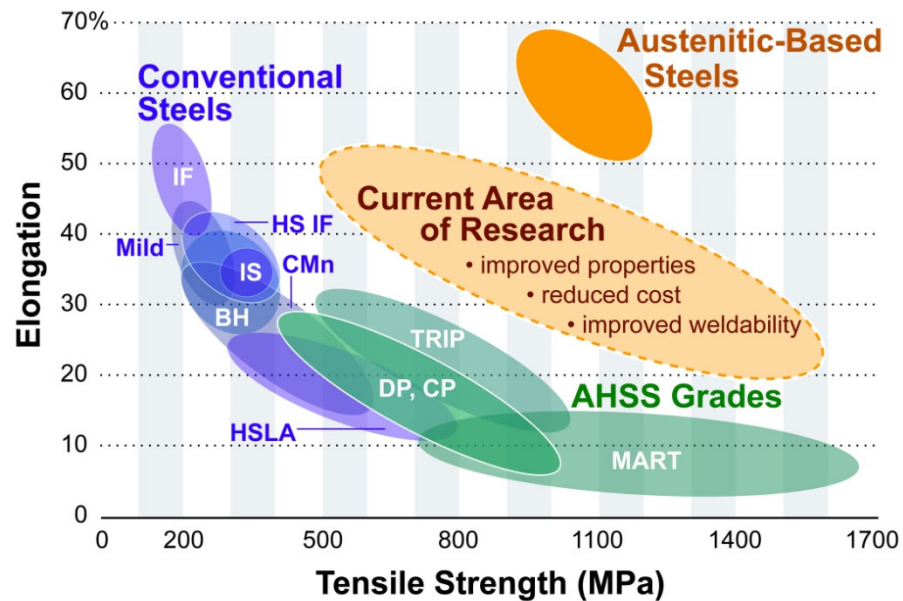 70%
60
50
40
30
20
10
0
Elongation
Conventional
Steels
Austenitic-Based
Steels
IF
HS IF
Mild
IS
CMn
BH
Current Area
of Research
• improved properties
• reduced cost
• improved weldability
TRIP
DP, CP
AHSS Grades
HSLA
MART
0 200 500 800 1100 1400 1700
Tensile Strength (MPa)